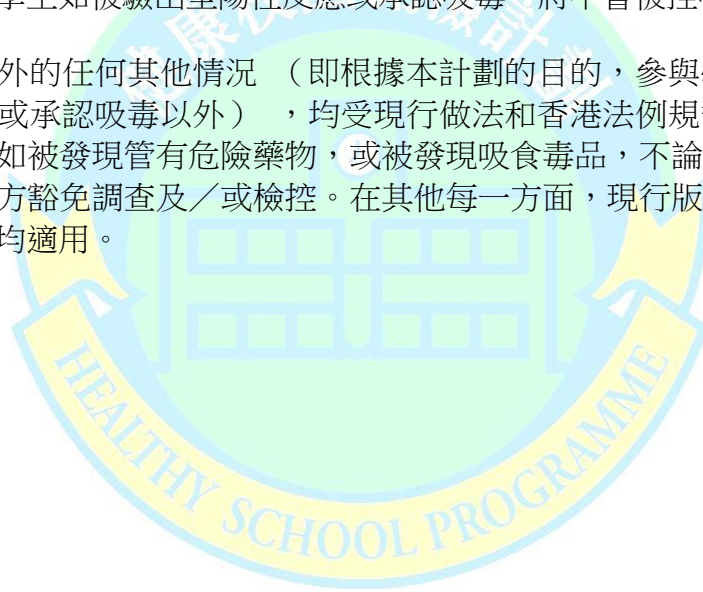 學生如被驗出呈陽性反應或承認吸毒，將不會被控
外的任何其他情況 （即根據本計劃的目的，參與學
或承認吸毒以外） ，均受現行做法和香港法例規管
如被發現管有危險藥物，或被發現吸食毒品，不論
方豁免調查及／或檢控。在其他每一方面，現行版
均適用。
HEALTHY SCHOOL PROGRAMME